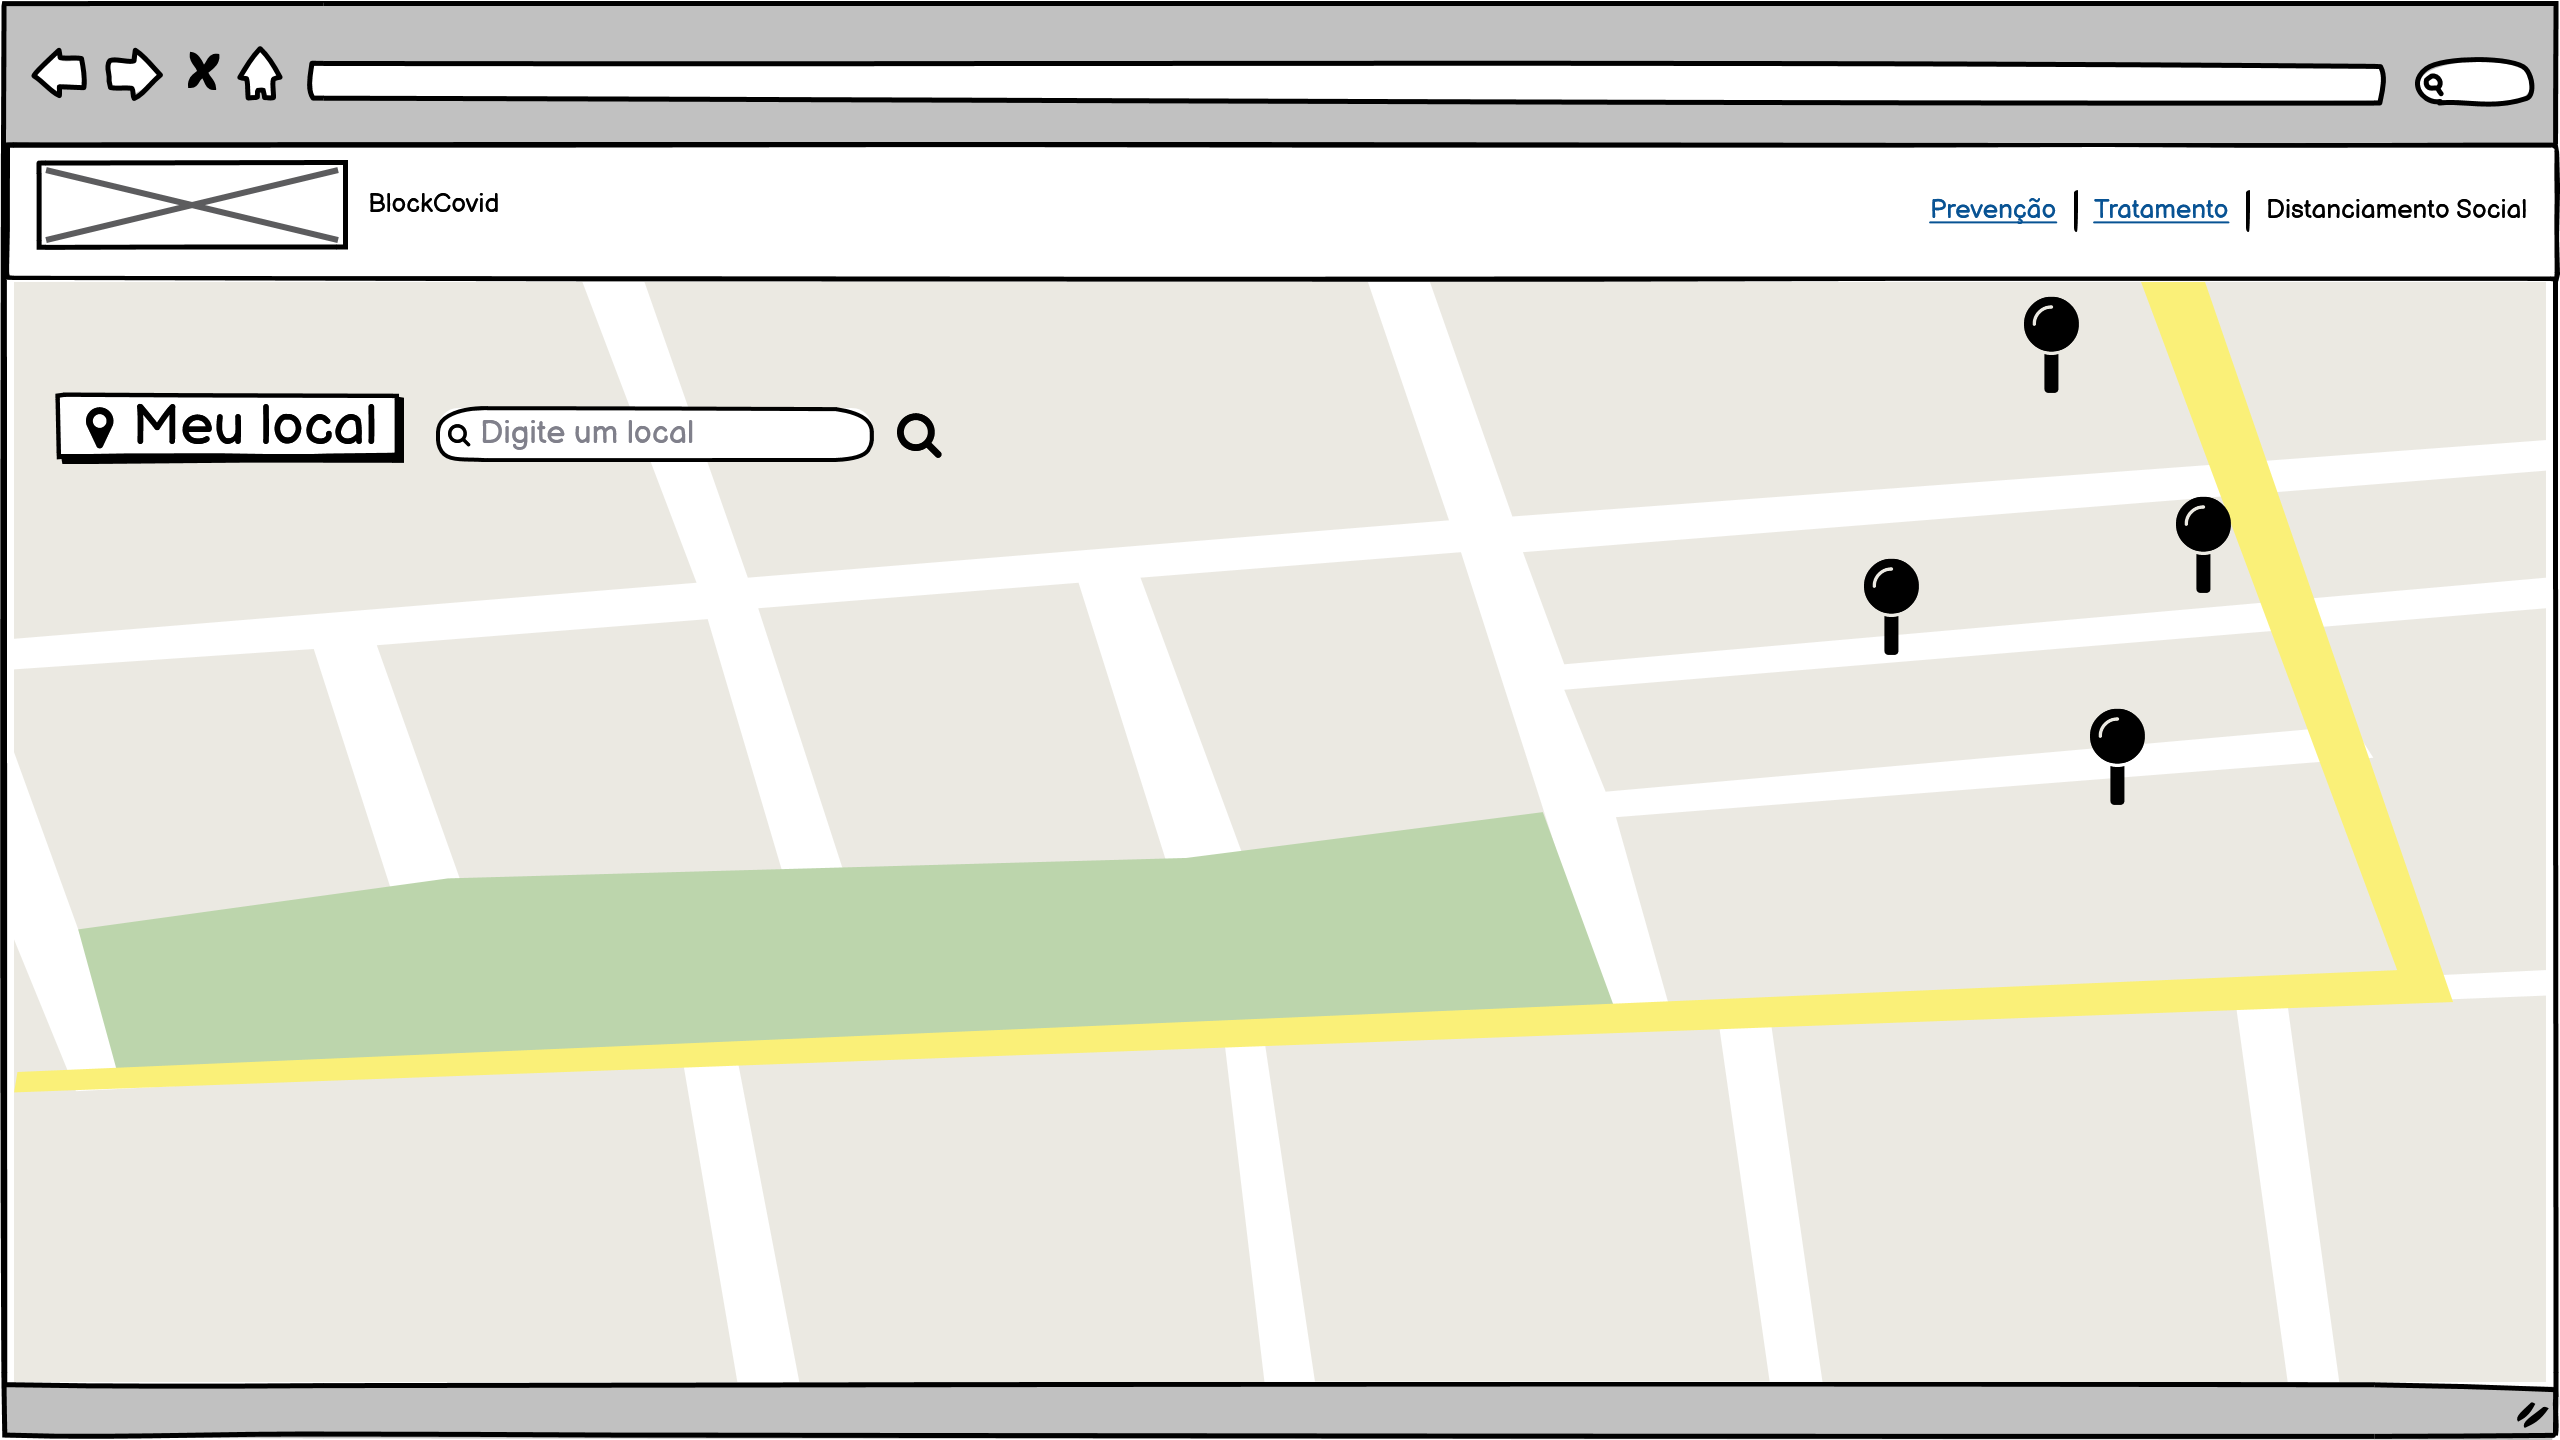 BlockCovid
Prevenção | Tratamento | Distanciamento Social
Meu local
Digite um local